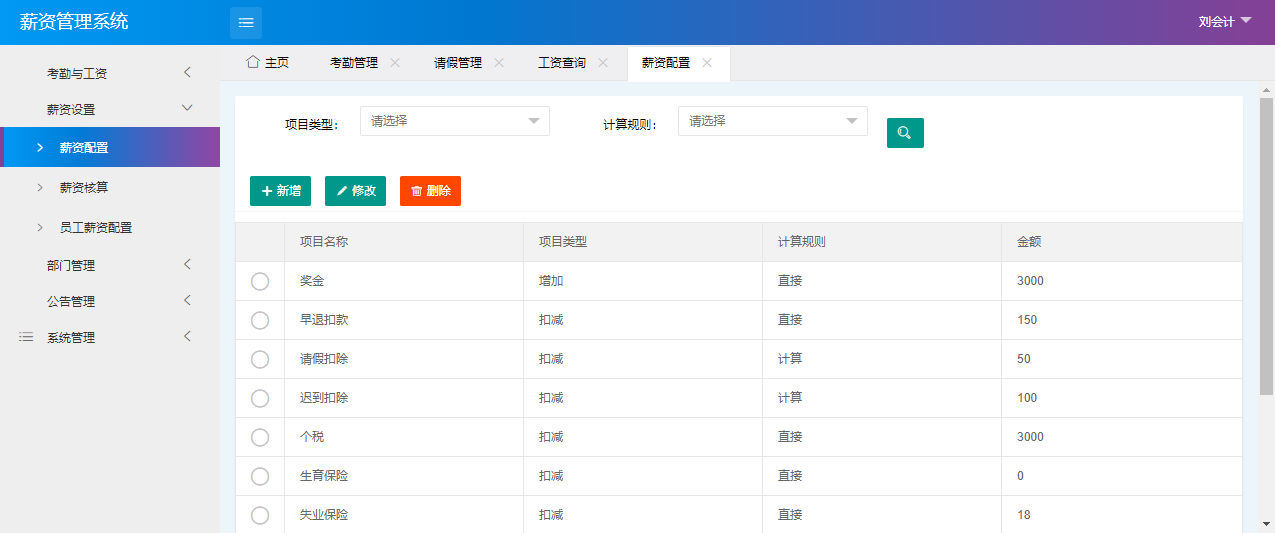 薪资管理系统
刘会计
考勤与工资
薪资设置
薪资配置
薪资核算
员工薪资配置
部门管理
公告管理
系统管理
主页 考勤管理 请假管理 工资查询 薪资配置
项目类型： 请选择 计算规则： 请选择
新增 修改 删除
项目名称 项目类型 计算规则 金额
奖金 增加 直接 3000
早退扣款 扣减 直接 150
请假扣除 扣减 计算 50
迟到扣除 扣减 计算 100
个税 扣减 直接 3000
生育保险 扣减 直接 0
失业保险 扣减 直接 18